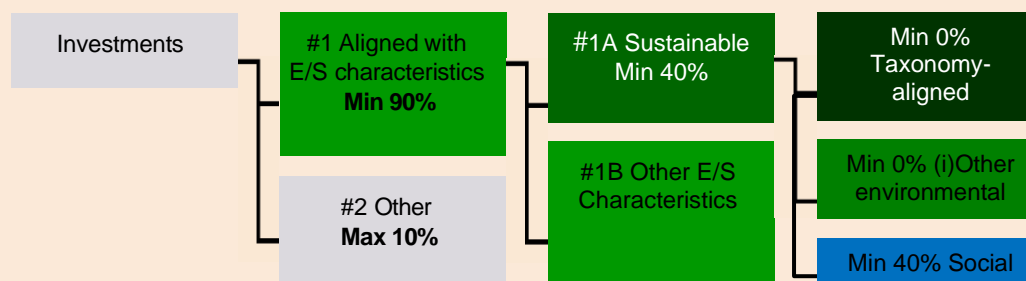 Investments
#1 Aligned with
E/S characteristics
Min 90%
#2 Other
Max 10%
#1A Sustainable
Min 40%
#1B Other E/S
Characteristics
Min 0%
Taxonomy-
aligned
Min 0% (i)Other
environmental
Min 40% Social